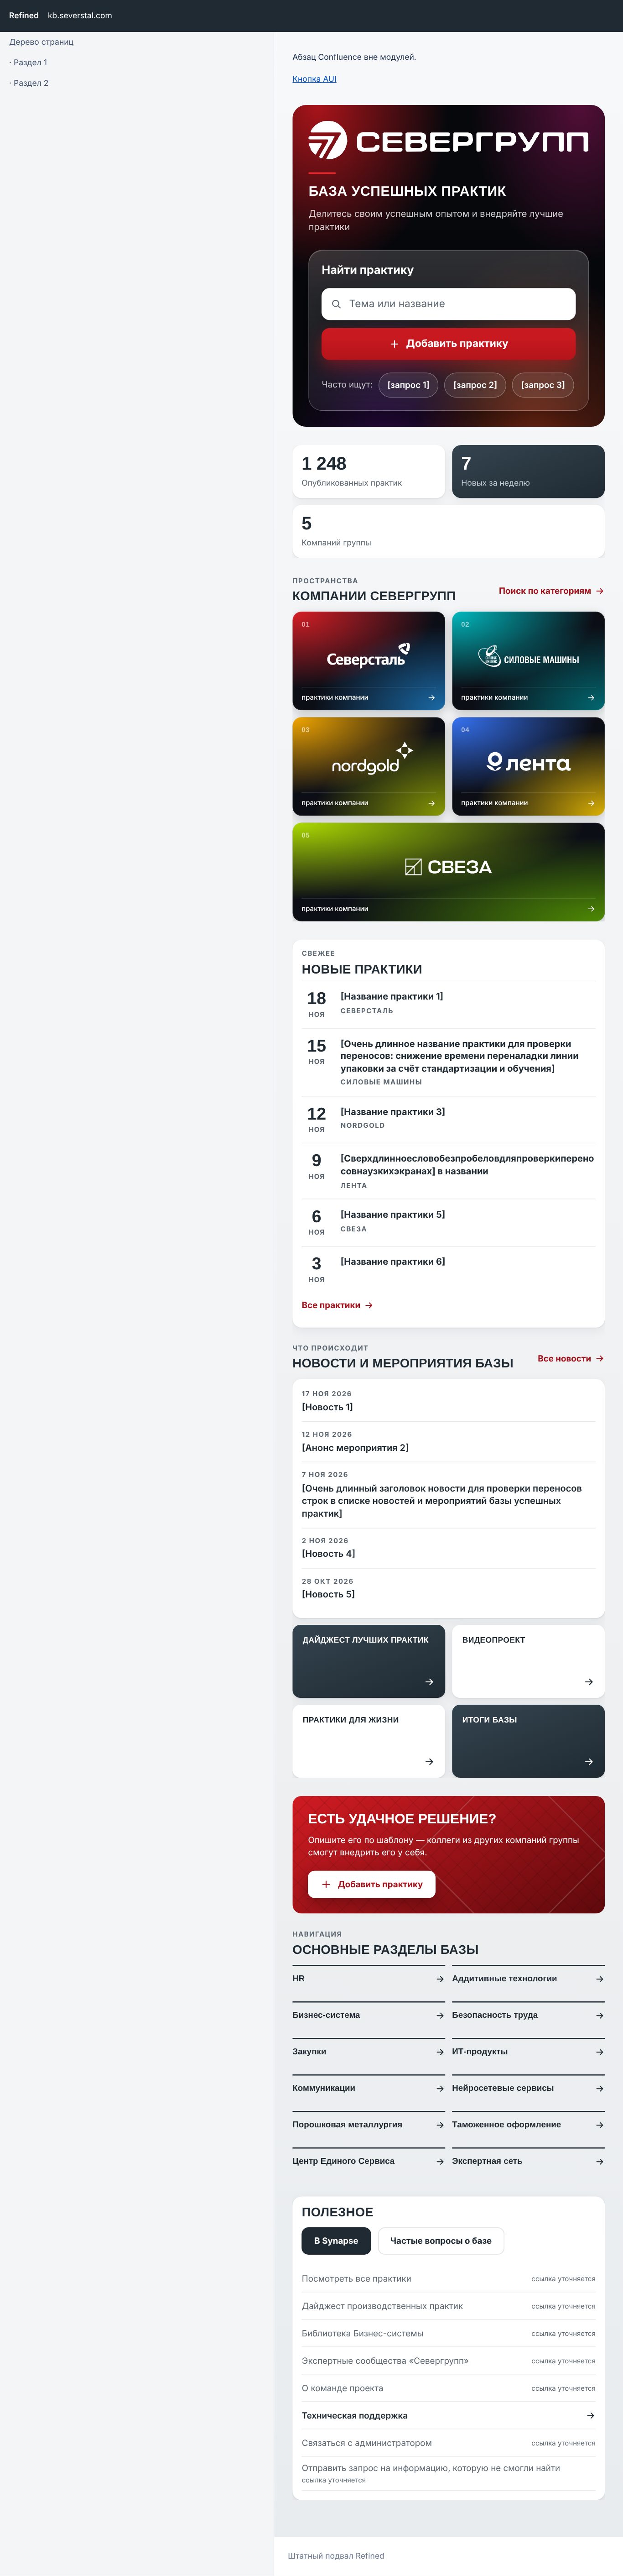 Refined kb.severstal.com
Дерево страниц
· Раздел 1
· Раздел 2
Абзац Confluence вне модулей.
Кнопка AUI
СЕВЕРГРУПП
БАЗА УСПЕШНЫХ ПРАКТИК
Делитесь своим успешным опытом и внедряйте лучшие
практики
Найти практику
Тема или название
+ Добавить практику
Часто ищут: [запрос 1] [запрос 2] [запрос 3]
1 248
Опубликованных практик
7
Новых за неделю
5
Компаний группы
ПРОСТРАНСТВА
КОМПАНИИ СЕВЕРГРУПП
Поиск по категориям →
01
Северсталь
практики компании →
02
СИЛОВЫЕ МАШИНЫ
практики компании →
03
nordgold
практики компании →
04
лента
практики компании →
05
СВЕЗА
практики компании →
СВЕЖЕЕ
НОВЫЕ ПРАКТИКИ
18 НОЯ
[Название практики 1]
СЕВЕРСТАЛЬ
15 НОЯ
[Очень длинное название практики для проверки
переносов: снижение времени переналадки линии
упаковки за счёт стандартизации и обучения]
СИЛОВЫЕ МАШИНЫ
12 НОЯ
[Название практики 3]
NORDGOLD
9 НОЯ
[Сверхдлинноесловобезпробеловдляпроверкиперено
совнаузкихэкранах] в названии
ЛЕНТА
6 НОЯ
[Название практики 5]
СВЕЗА
3 НОЯ
[Название практики 6]
Все практики →
ЧТО ПРОИСХОДИТ
НОВОСТИ И МЕРОПРИЯТИЯ БАЗЫ
Все новости →
17 НОЯ 2026
[Новость 1]
12 НОЯ 2026
[Анонс мероприятия 2]
7 НОЯ 2026
[Очень длинный заголовок новости для проверки переносов
строк в списке новостей и мероприятий базы успешных
практик]
2 НОЯ 2026
[Новость 4]
28 ОКТ 2026
[Новость 5]
ДАЙДЖЕСТ ЛУЧШИХ ПРАКТИК
→
ВИДЕОПРОЕКТ
→
ПРАКТИКИ ДЛЯ ЖИЗНИ
→
ИТОГИ БАЗЫ
→
ЕСТЬ УДАЧНОЕ РЕШЕНИЕ?
Опишите его по шаблону — коллеги из других компаний группы
смогут внедрить его у себя.
+ Добавить практику
НАВИГАЦИЯ
ОСНОВНЫЕ РАЗДЕЛЫ БАЗЫ
HR →
Аддитивные технологии →
Бизнес-система →
Безопасность труда →
Закупки →
ИТ-продукты →
Коммуникации →
Нейросетевые сервисы →
Порошковая металлургия →
Таможенное оформление →
Центр Единого Сервиса →
Экспертная сеть →
ПОЛЕЗНОЕ
В Synapse
Частые вопросы о базе
Посмотреть все практики ссылка уточняется
Дайджест производственных практик ссылка уточняется
Библиотека Бизнес-системы ссылка уточняется
Экспертные сообщества «Севергрупп» ссылка уточняется
О команде проекта ссылка уточняется
Техническая поддержка →
Связаться с администратором ссылка уточняется
Отправить запрос на информацию, которую не смогли найти
ссылка уточняется
Штатный подвал Refined